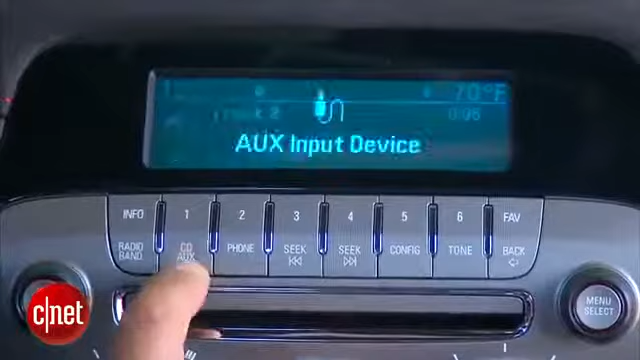 70°F
Track 2 0:06
AUX Input Device
INFO 1 2 3 4 5 6 FAV
RADIO BAND CD AUX PHONE SEEK SEEK CONFIG TONE BACK
c|net
MENU SELECT